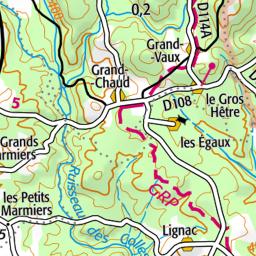 0,2
D114A
Grand-
Vaux
Grand-
Chaud
D108
le Gros
Hêtre
5
Grands
les Égaux
les Petits
Marmiers
GRP
Ruisseau des
Lignac
5